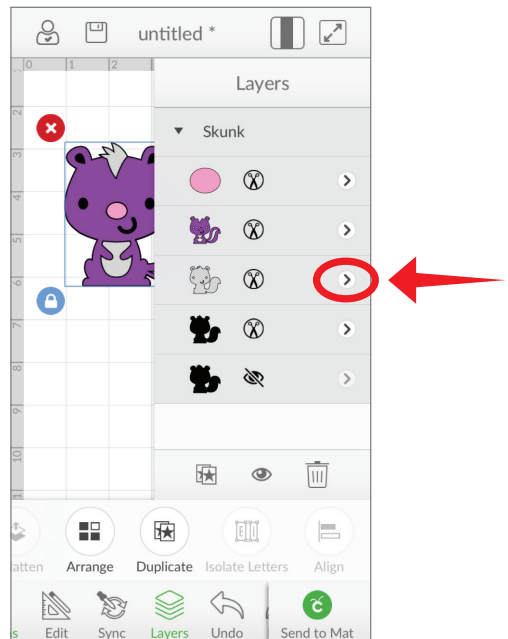 untitled *
0 1 2
Layers
2
Skunk
3
4
5
6
7
8
9
10
11
atten Arrange Duplicate Isolate Letters Align
s Edit Sync Layers Undo Send to Mat